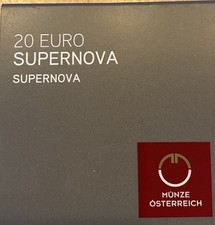 20 EURO
SUPERNOVA
SUPERNOVA
MÜNZE
ÖSTERREICH